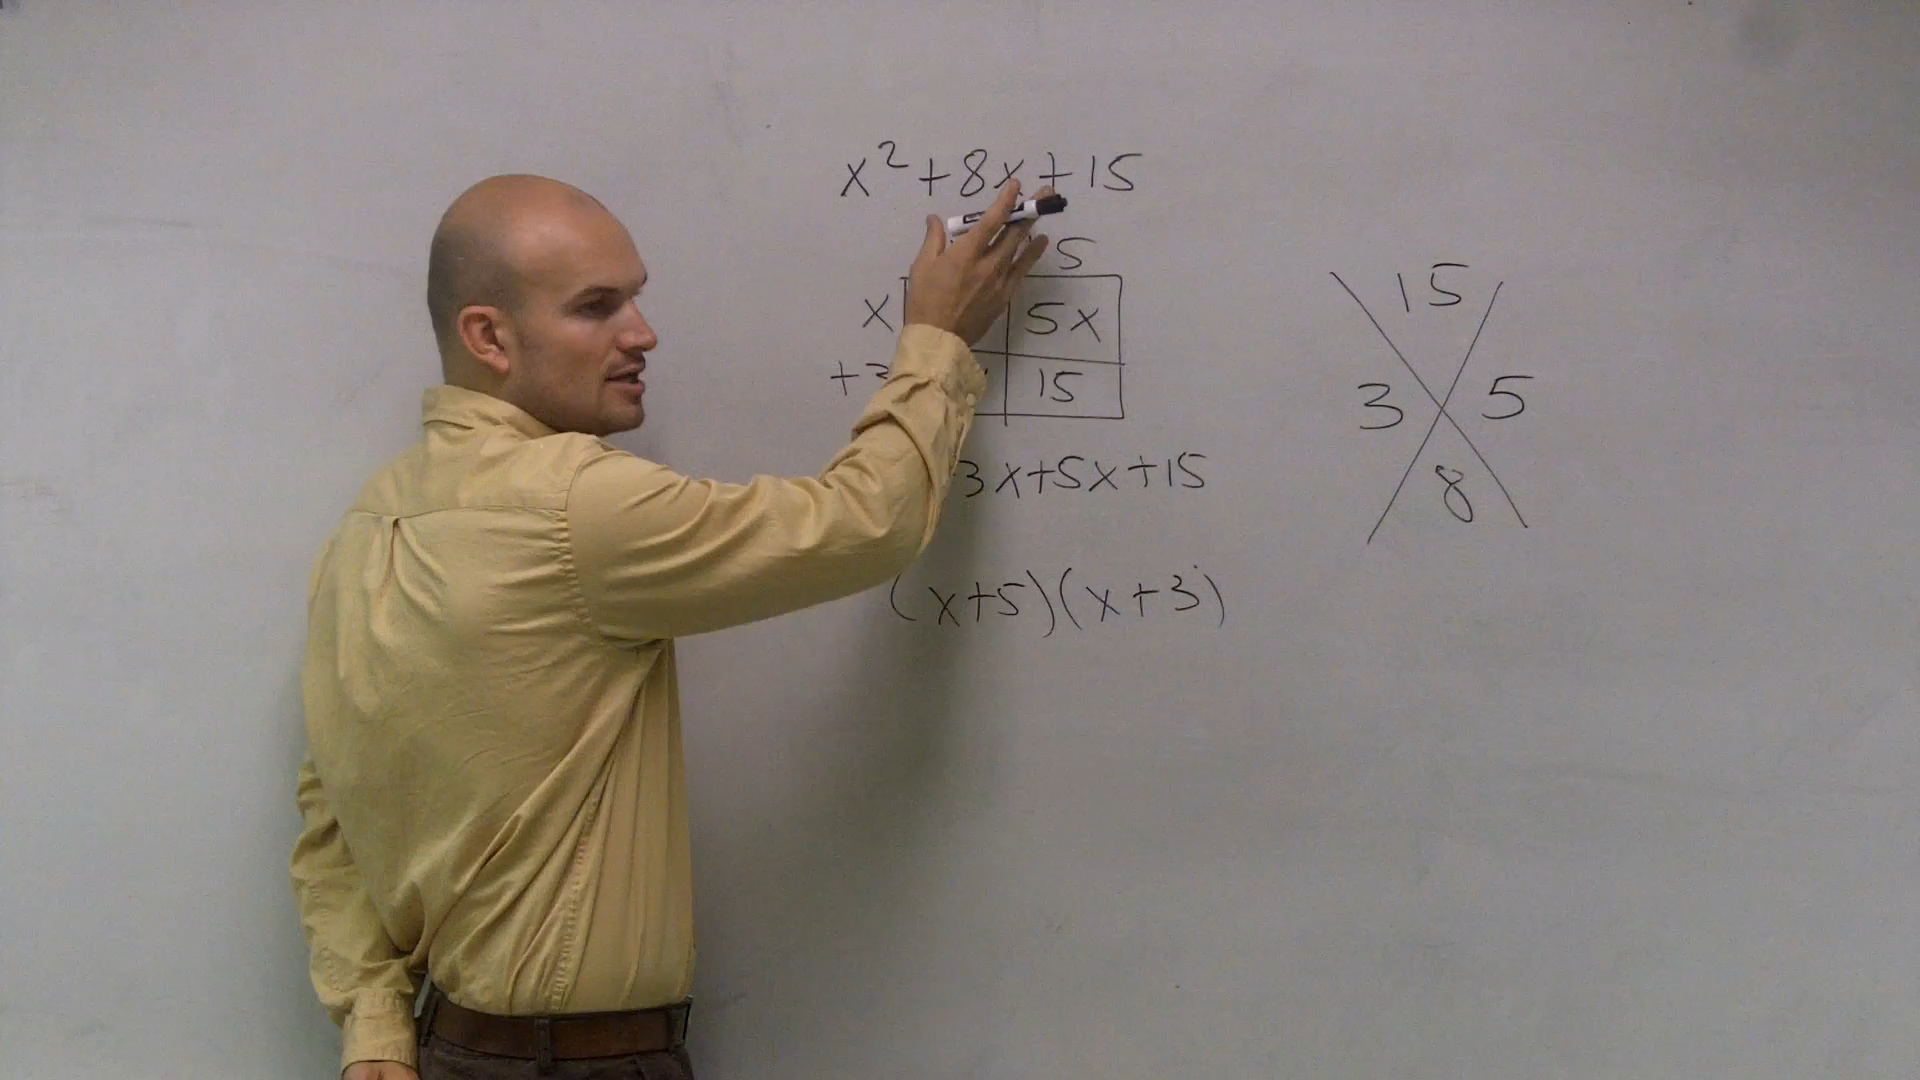 x² + 8x + 15
5
x 5x
+3 15
3x + 5x + 15
(x+5)(x+3)
15
3 5
8